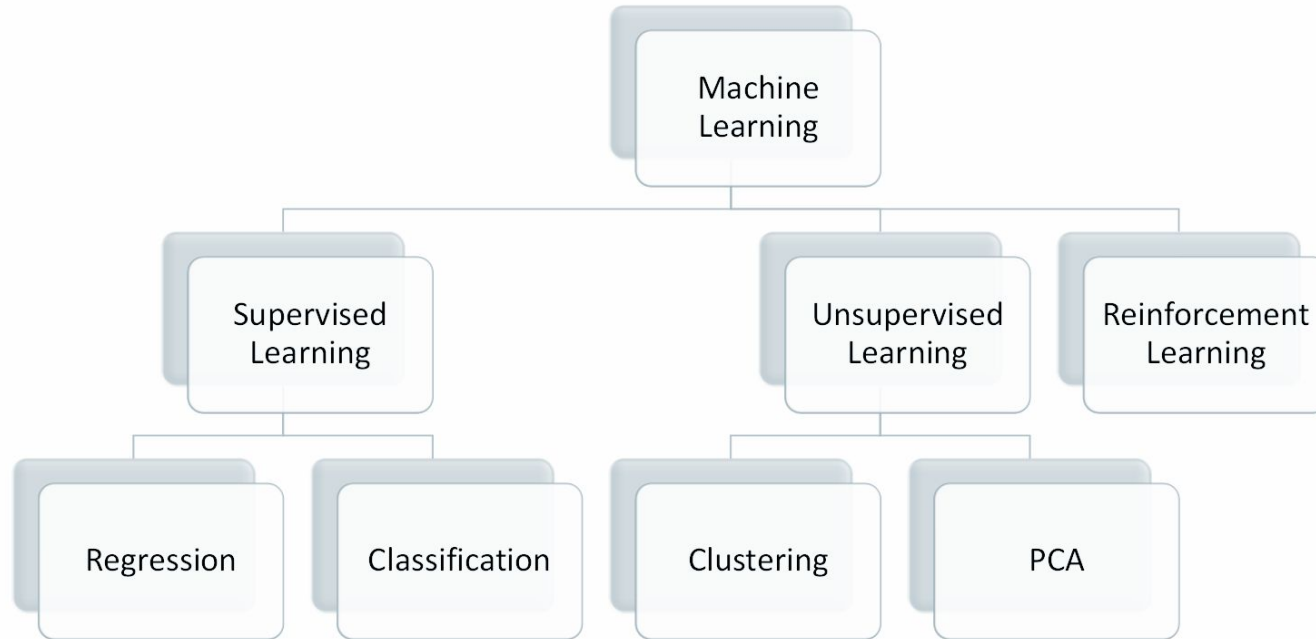 Machine
Learning
Supervised
Learning
Unsupervised
Learning
Reinforcement
Learning
Regression
Classification
Clustering
PCA